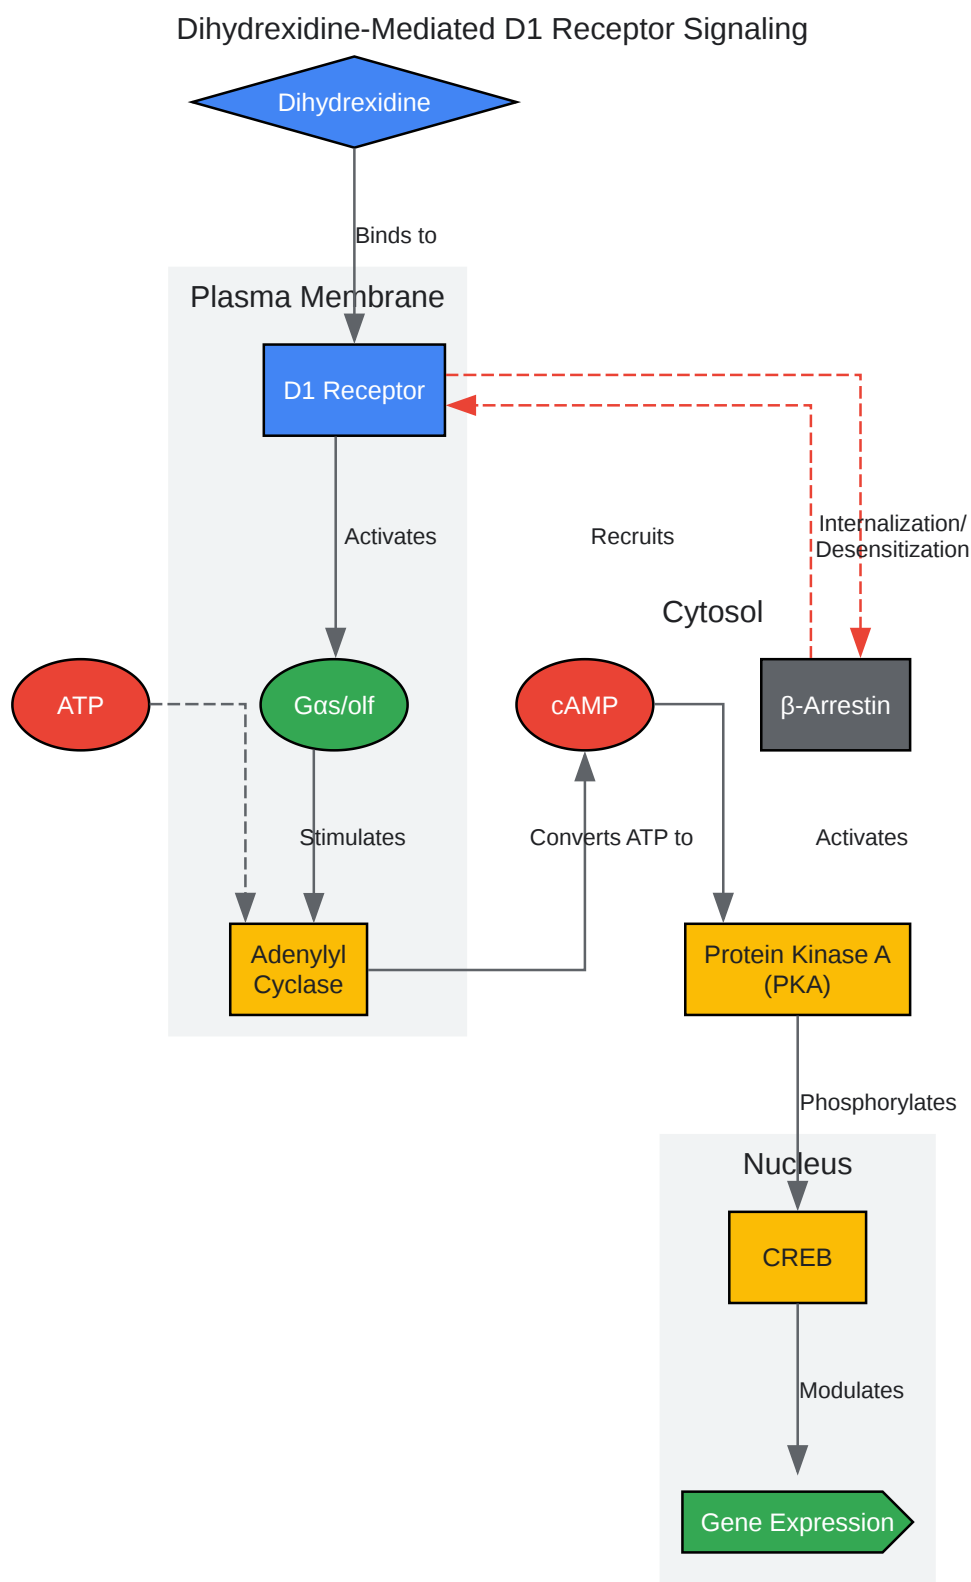 Dihydrexidine-Mediated D1 Receptor Signaling
Dihydrexidine
Binds to
Plasma Membrane
D1 Receptor
Activates
Recruits
Internalization/
Desensitization
Cytosol
ATP
Gαs/olf
cAMP
β-Arrestin
Stimulates
Converts ATP to
Activates
Adenylyl
Cyclase
Protein Kinase A
(PKA)
Phosphorylates
Nucleus
CREB
Modulates
Gene Expression